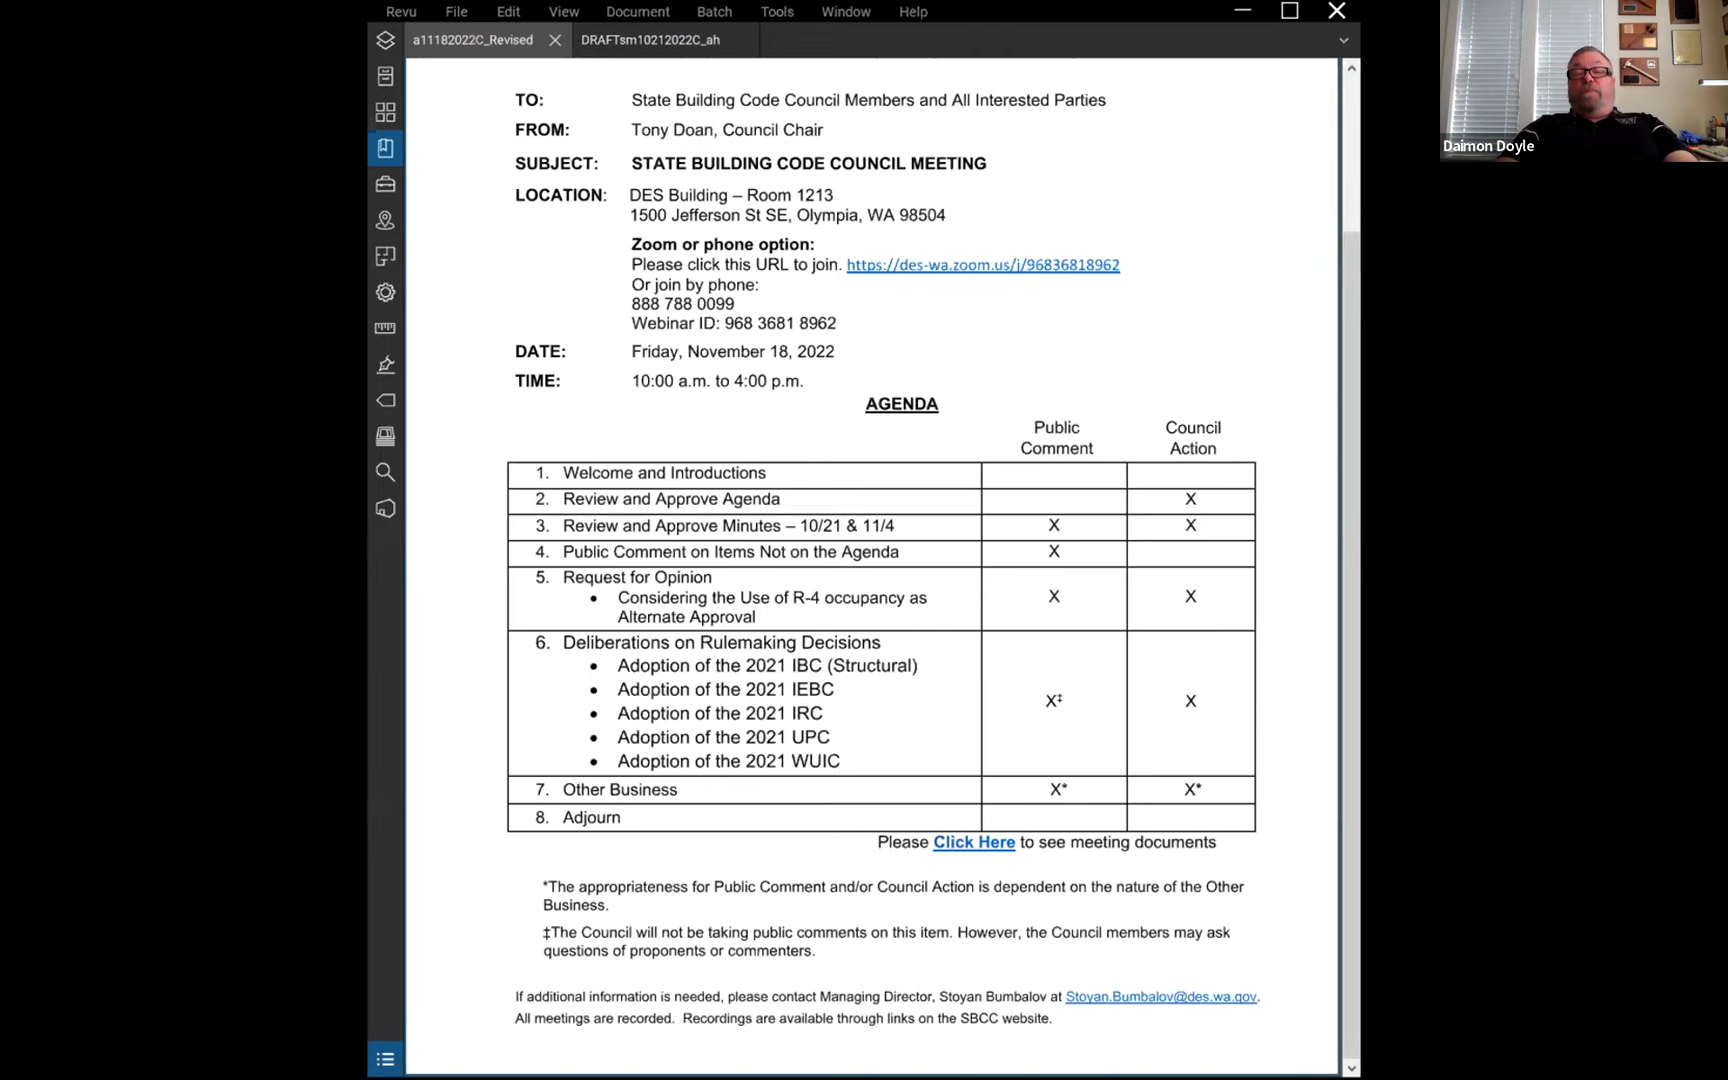 Revu File Edit View Document Batch Tools Window Help
a11182022C_Revised DRAFTsm10212022C_ah
Daimon Doyle
TO: State Building Code Council Members and All Interested Parties
FROM: Tony Doan, Council Chair
SUBJECT: STATE BUILDING CODE COUNCIL MEETING
LOCATION: DES Building – Room 1213
1500 Jefferson St SE, Olympia, WA 98504
Zoom or phone option:
Please click this URL to join. https://des-wa.zoom.us/j/96836818962
Or join by phone:
888 788 0099
Webinar ID: 968 3681 8962
DATE: Friday, November 18, 2022
TIME: 10:00 a.m. to 4:00 p.m.
AGENDA
Public Council
Comment Action
1. Welcome and Introductions
2. Review and Approve Agenda X
3. Review and Approve Minutes – 10/21 & 11/4 X X
4. Public Comment on Items Not on the Agenda X
5. Request for Opinion
• Considering the Use of R-4 occupancy as X X
Alternate Approval
6. Deliberations on Rulemaking Decisions
• Adoption of the 2021 IBC (Structural)
• Adoption of the 2021 IEBC
• Adoption of the 2021 IRC X‡ X
• Adoption of the 2021 UPC
• Adoption of the 2021 WUIC
7. Other Business X* X*
8. Adjourn
Please Click Here to see meeting documents
*The appropriateness for Public Comment and/or Council Action is dependent on the nature of the Other
Business.
‡The Council will not be taking public comments on this item. However, the Council members may ask
questions of proponents or commenters.
If additional information is needed, please contact Managing Director, Stoyan Bumbalov at Stoyan.Bumbalov@des.wa.gov.
All meetings are recorded. Recordings are available through links on the SBCC website.